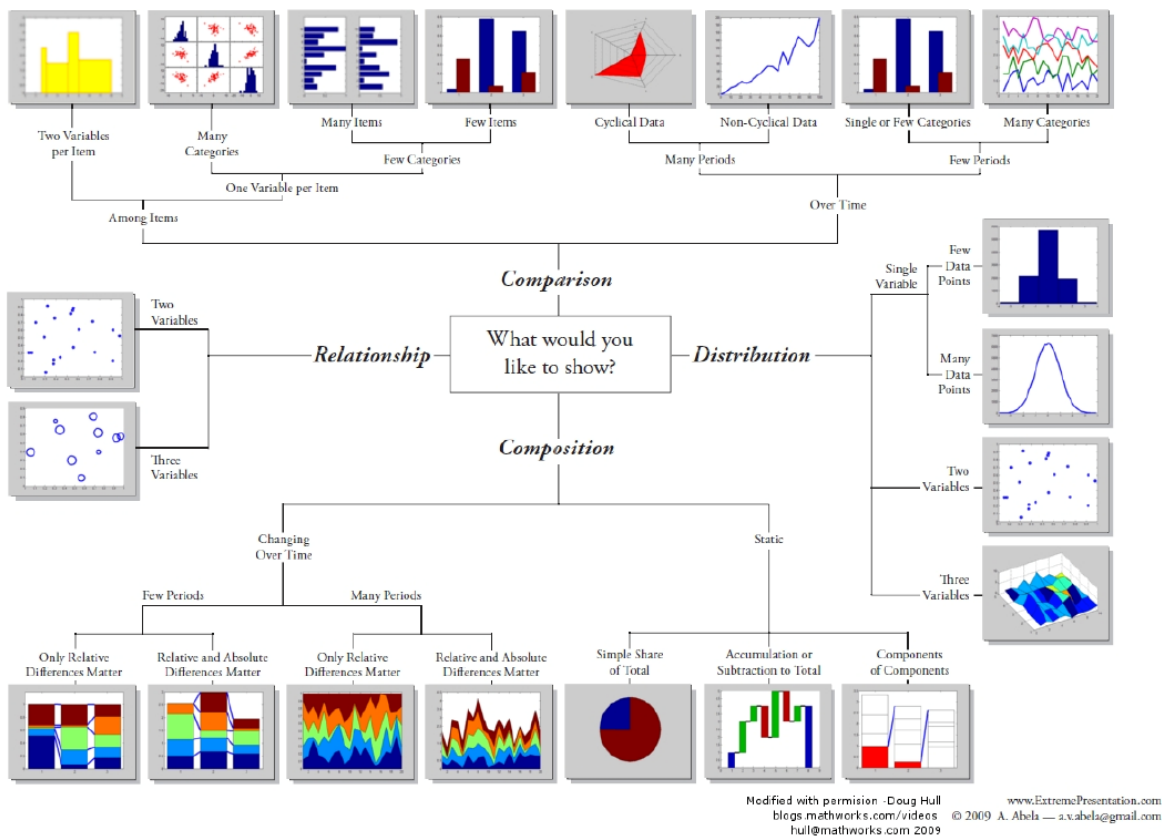 Two Variables
per Item
Many
Categories
Many Items
Few Items
Cyclical Data
Non-Cyclical Data
Single or Few Categories
Many Categories
Few Categories
Many Periods
Few Periods
One Variable per Item
Among Items
Over Time
Comparison
What would you
like to show?
Relationship
Two
Variables
Three
Variables
Distribution
Single
Variable
Few
Data
Points
Many
Data
Points
Two
Variables
Three
Variables
Composition
Changing
Over Time
Static
Few Periods
Many Periods
Only Relative
Differences Matter
Relative and Absolute
Differences Matter
Only Relative
Differences Matter
Relative and Absolute
Differences Matter
Simple Share
of Total
Accumulation or
Subtraction to Total
Components
of Components
Modified with permision -Doug Hull
blogs.mathworks.com/videos
hull@mathworks.com 2009
www.ExtremePresentation.com
© 2009 A. Abela — a.v.abela@gmail.com